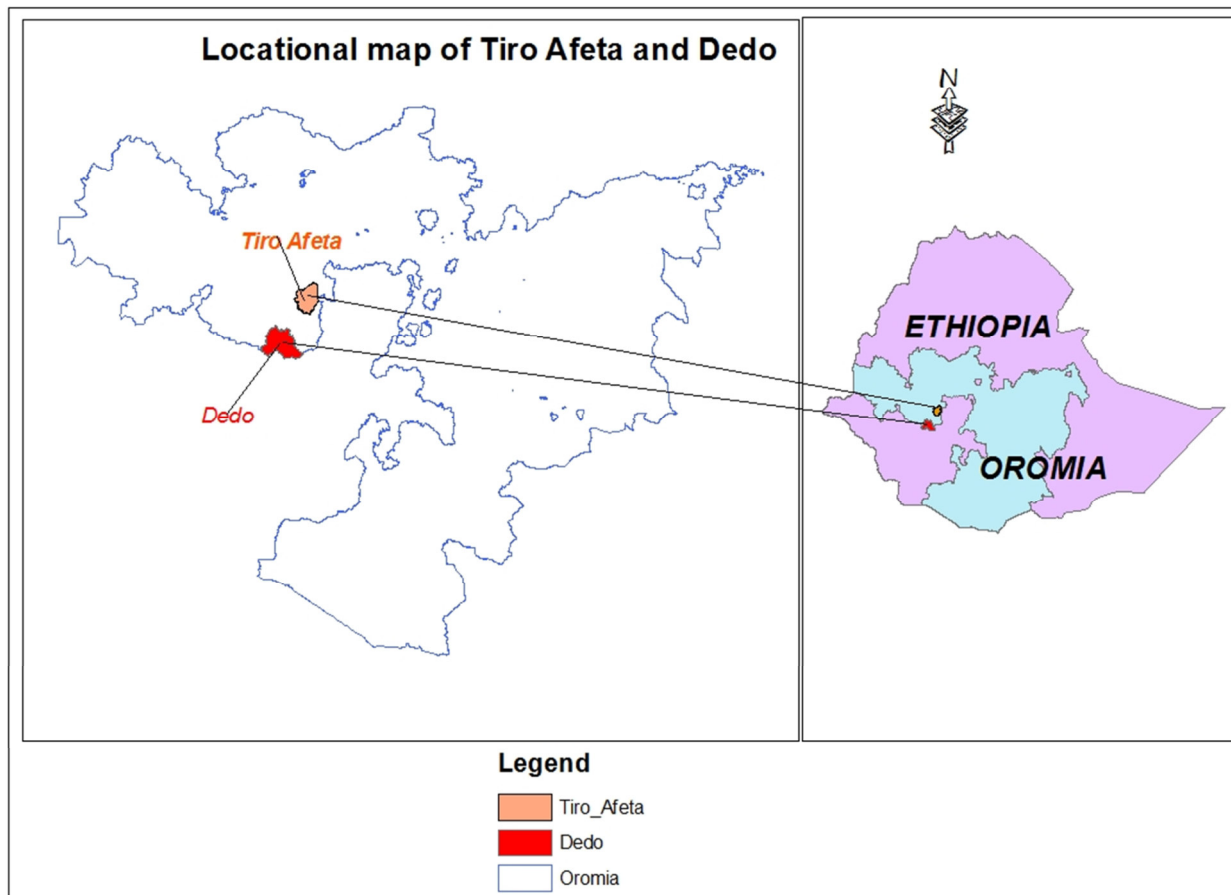 Locational map of Tiro Afeta and Dedo
N
Tiro Afeta
Dedo
ETHIOPIA
OROMIA
Legend
Tiro_Afeta
Dedo
Oromia